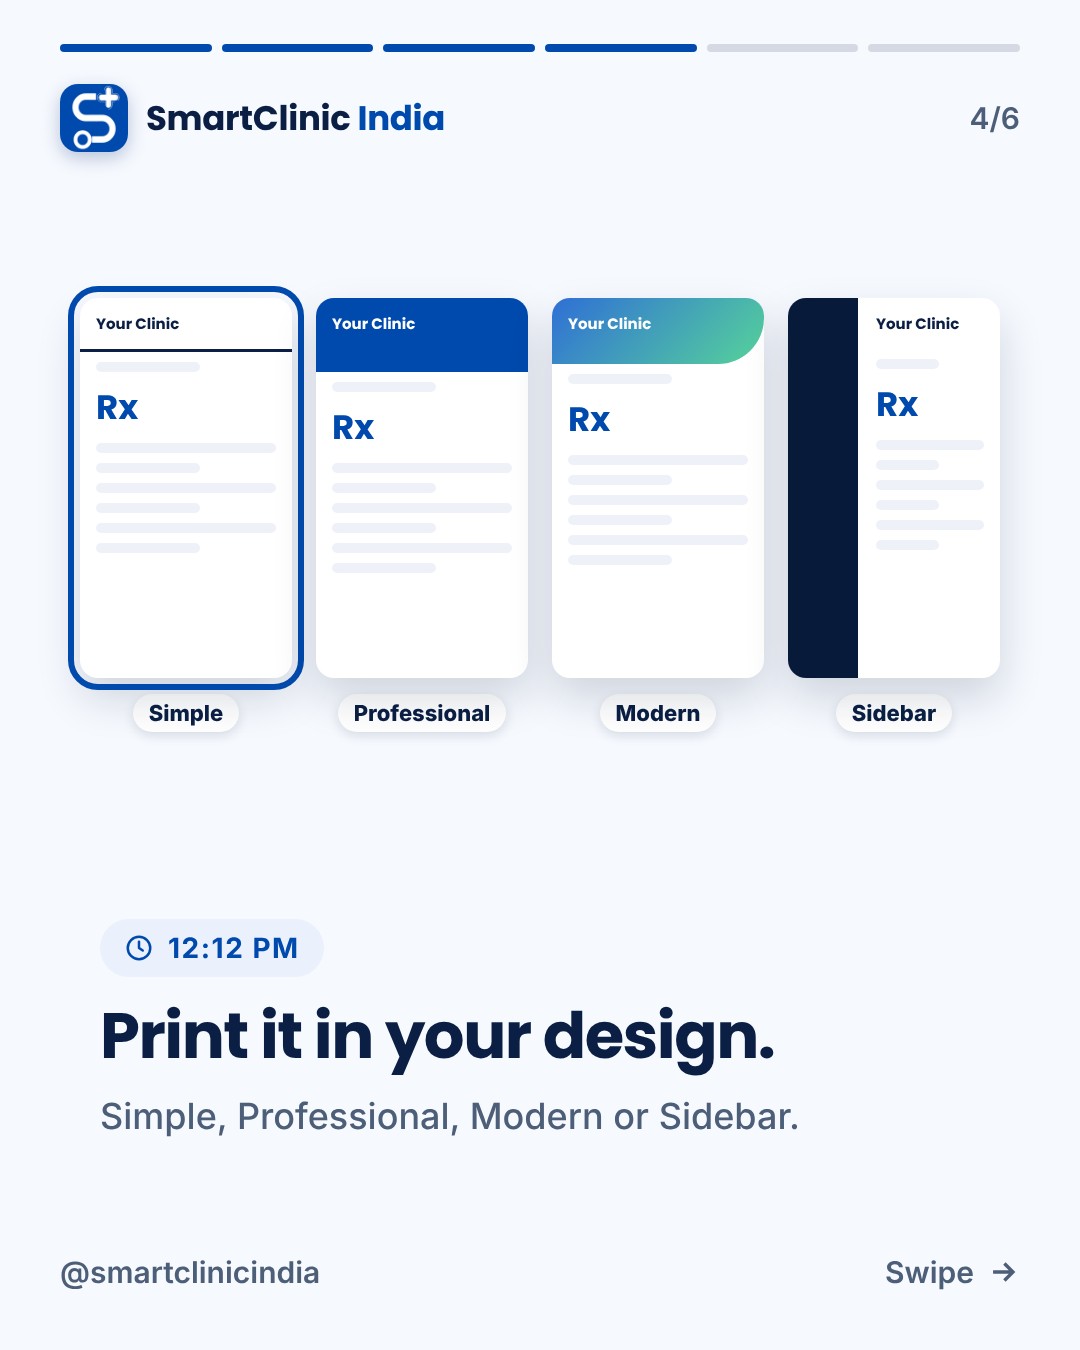 SmartClinic India
4/6
Your Clinic
Rx
Simple
Your Clinic
Rx
Professional
Your Clinic
Rx
Modern
Your Clinic
Rx
Sidebar
12:12 PM
Print it in your design.
Simple, Professional, Modern or Sidebar.
@smartclinicindia
Swipe →